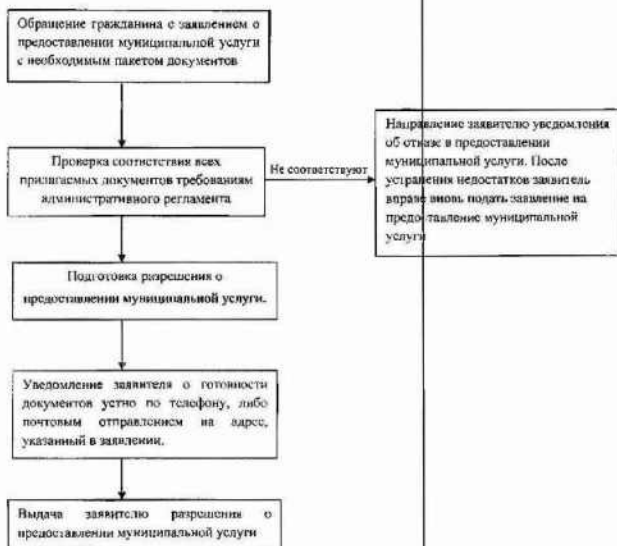 Обращение гражданина с заявлением о
предоставлении муниципальной услуги
с необходимым пакетом документов
Проверка соответствия всех
прилагаемых документов требованиям
административного регламента
Не соответствуют
Направление заявителю уведомления
об отказе в предоставлении
муниципальной услуги. После
устранения недостатков заявитель
вправе вновь подать заявление на
предоставление муниципальной
услуги
Подготовка разрешения о
предоставлении муниципальной услуги.
Уведомление заявителя о готовности
документов устно по телефону, либо
почтовым отправлением на адрес,
указанный в заявлении.
Выдача заявителю разрешения о
предоставлении муниципальной услуги